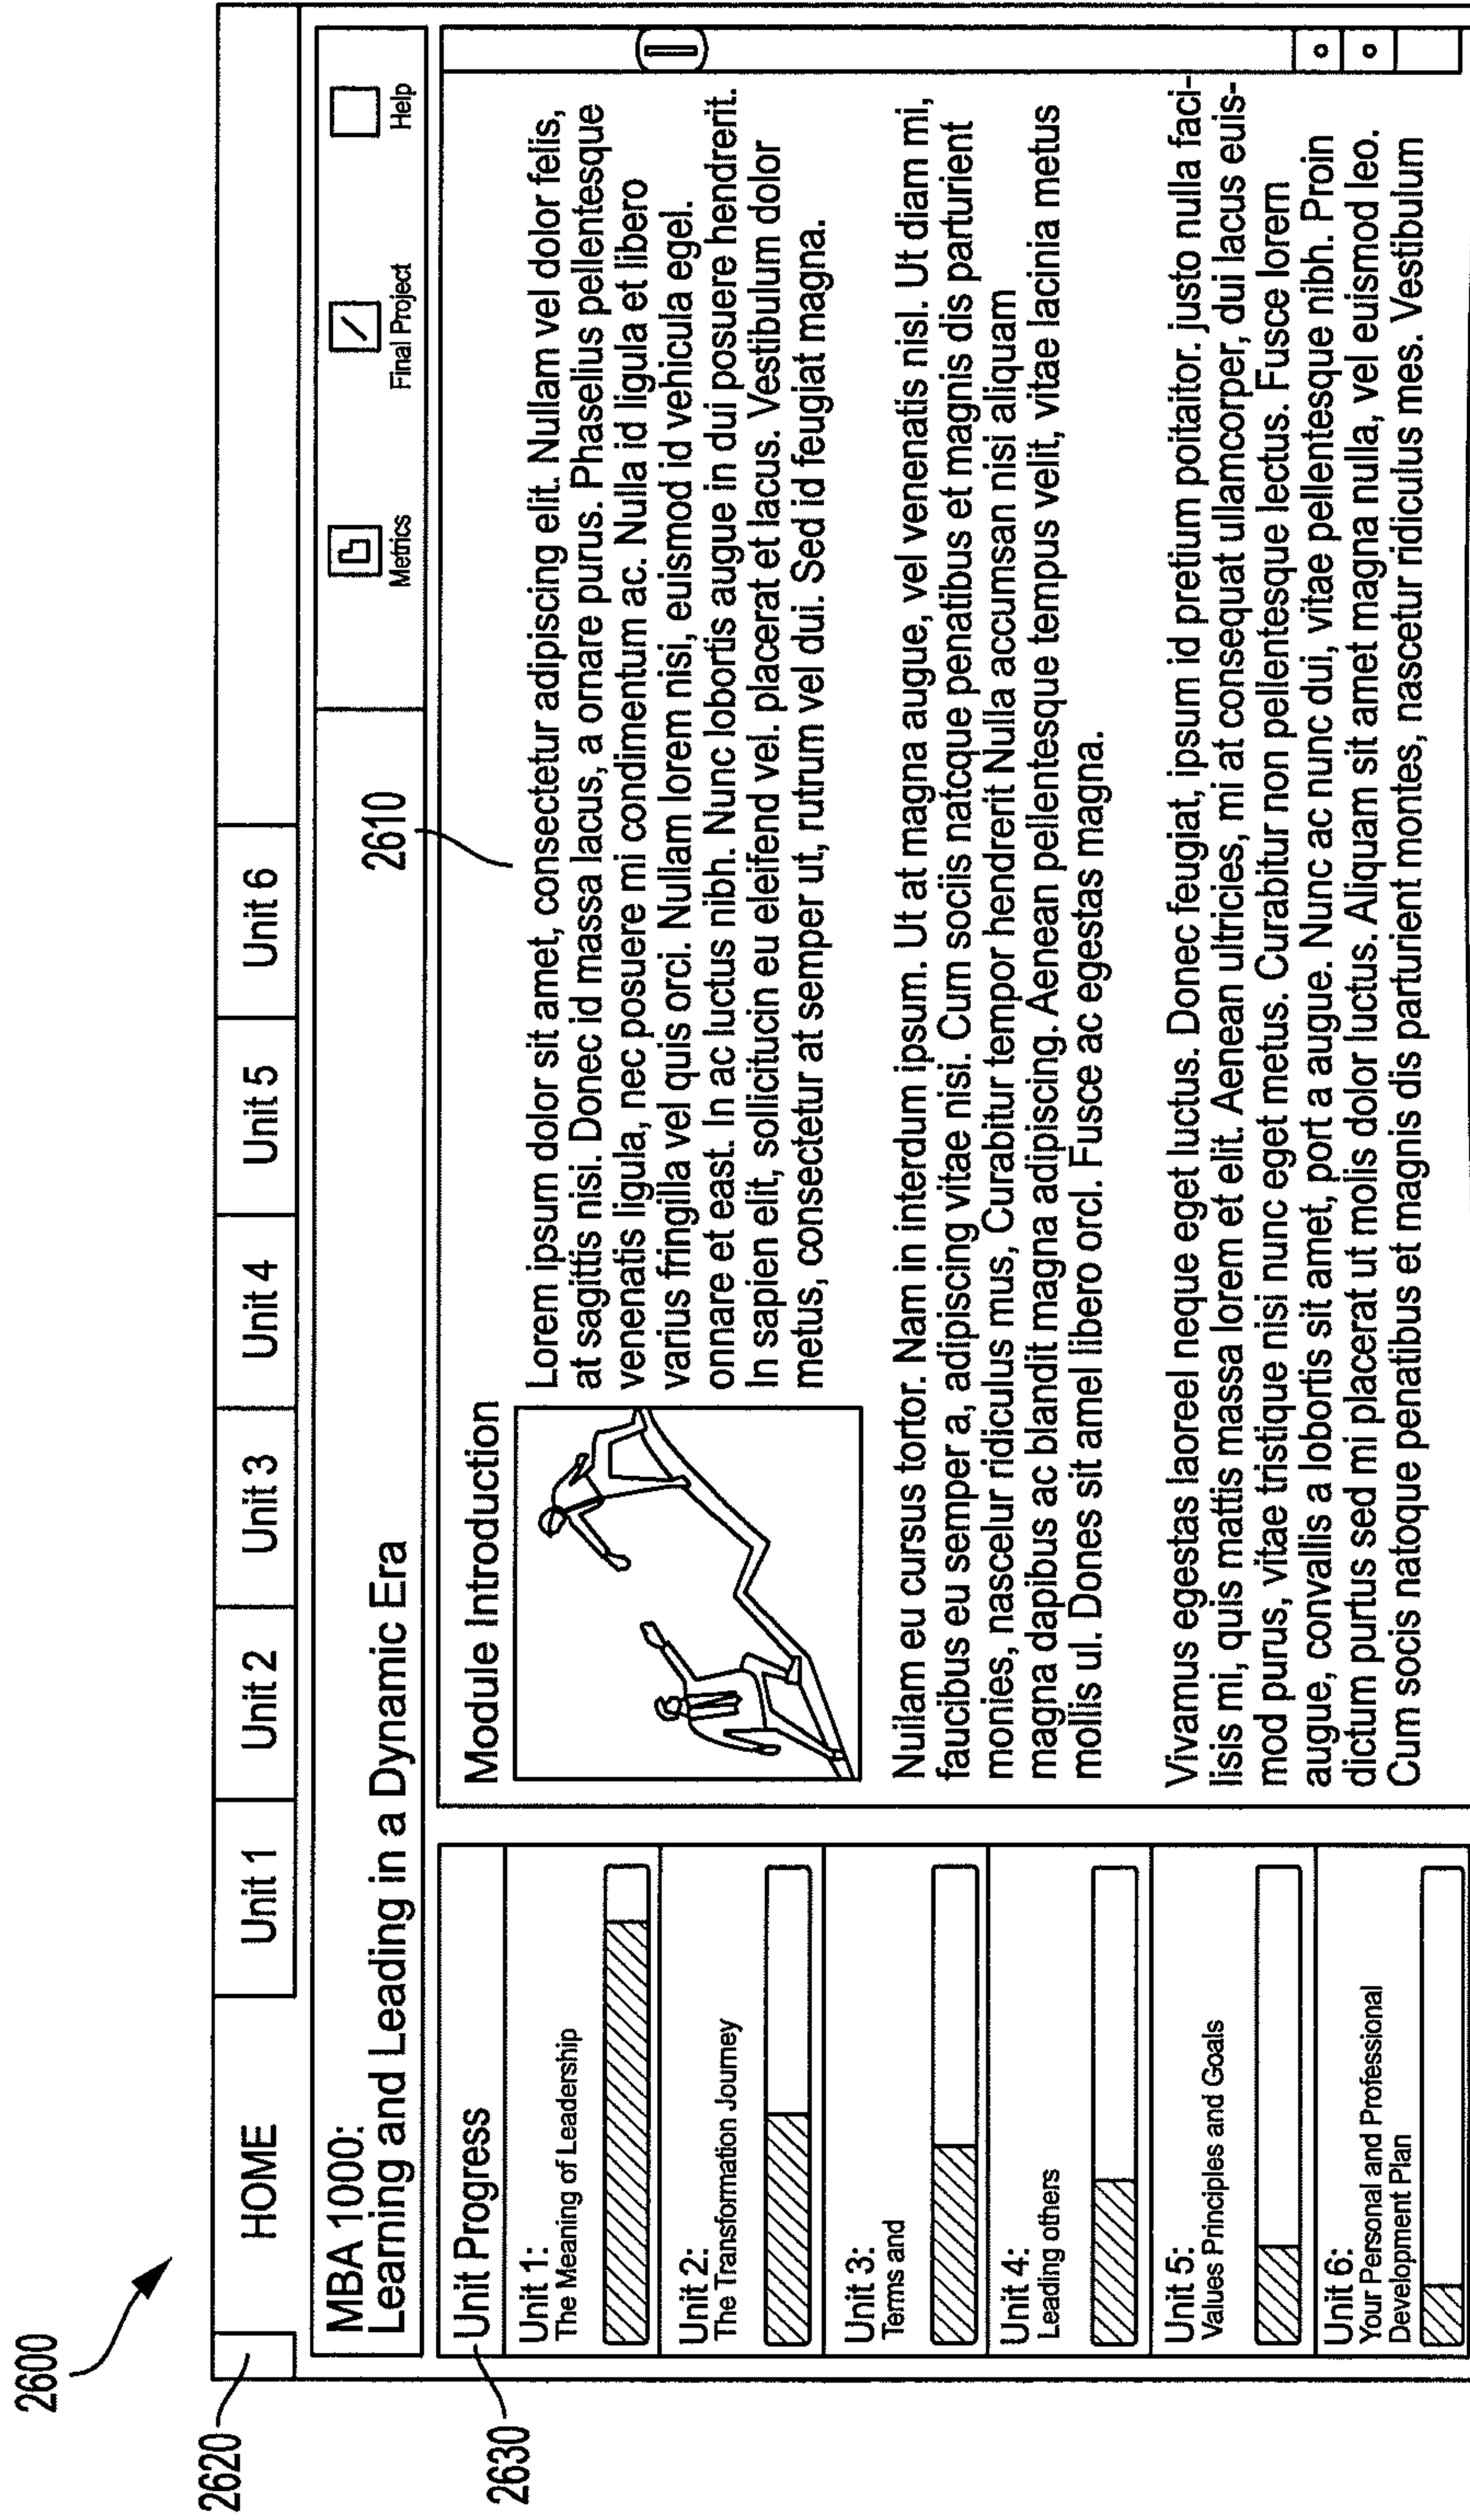 2600
2620
HOME
Unit 1
Unit 2
Unit 3
Unit 4
Unit 5
Unit 6
MBA 1000:
Learning and Leading in a Dynamic Era
2610
Metrics
Final Project
Help
2630
Unit Progress
Unit 1:
The Meaning of Leadership
Unit 2:
The Transformation Journey
Unit 3:
Terms and
Unit 4:
Leading others
Unit 5:
Values Principles and Goals
Unit 6:
Your Personal and Professional
Development Plan
Module Introduction
Lorem ipsum dolor sit amet, consectetur adipiscing elit. Nullam vel dolor felis,
at sagittis nisi. Donec id massa lacus, a ornare purus. Phaselius pellentesque
venenatis ligula, nec posuere mi condimentum ac. Nulla id ligula et libero
varius fringilla vel quis orci. Nullam lorem nisi, euismod id vehicula egel.
onnare et east. In ac luctus nibh. Nunc lobortis augue in dui posuere hendrerit.
In sapien elit, sollicitucin eu eleifend vel. placerat et lacus. Vestibulum dolor
metus, consectetur at semper ut, rutrum vel dui. Sed id feugiat magna.
Nuilam eu cursus tortor. Nam in interdum ipsum. Ut at magna augue, vel venenatis nisl. Ut diam mi,
faucibus eu semper a, adipiscing vitae nisi. Cum sociis natcque penatibus et magnis dis parturient
monies, nascelur ridiculus mus, Curabitur tempor hendrerit Nulla accumsan nisi aliquam
magna dapibus ac blandit magna adipiscing. Aenean pellentesque tempus velit, vitae lacinia metus
mollis ul. Dones sit amel libero orcl. Fusce ac egestas magna.
Vivamus egestas laoreel neque eget luctus. Donec feugiat, ipsum id pretium poitaitor. justo nulla faci-
lisis mi, quis mattis massa lorem et elit. Aenean ultricies, mi at consequat ullamcorper, dui lacus euis-
mod purus, vitae tristique nisi nunc eget metus. Curabitur non pellentesque lectus. Fusce lorem
augue, convallis a lobortis sit amet, port a augue. Nunc ac nunc dui, vitae pellentesque nibh. Proin
dictum purtus sed mi placerat ut molis dolor luctus. Aliquam sit amet magna nulla, vel euismod leo.
Cum socis natoque penatibus et magnis dis parturient montes, nascetur ridiculus mes. Vestibulum